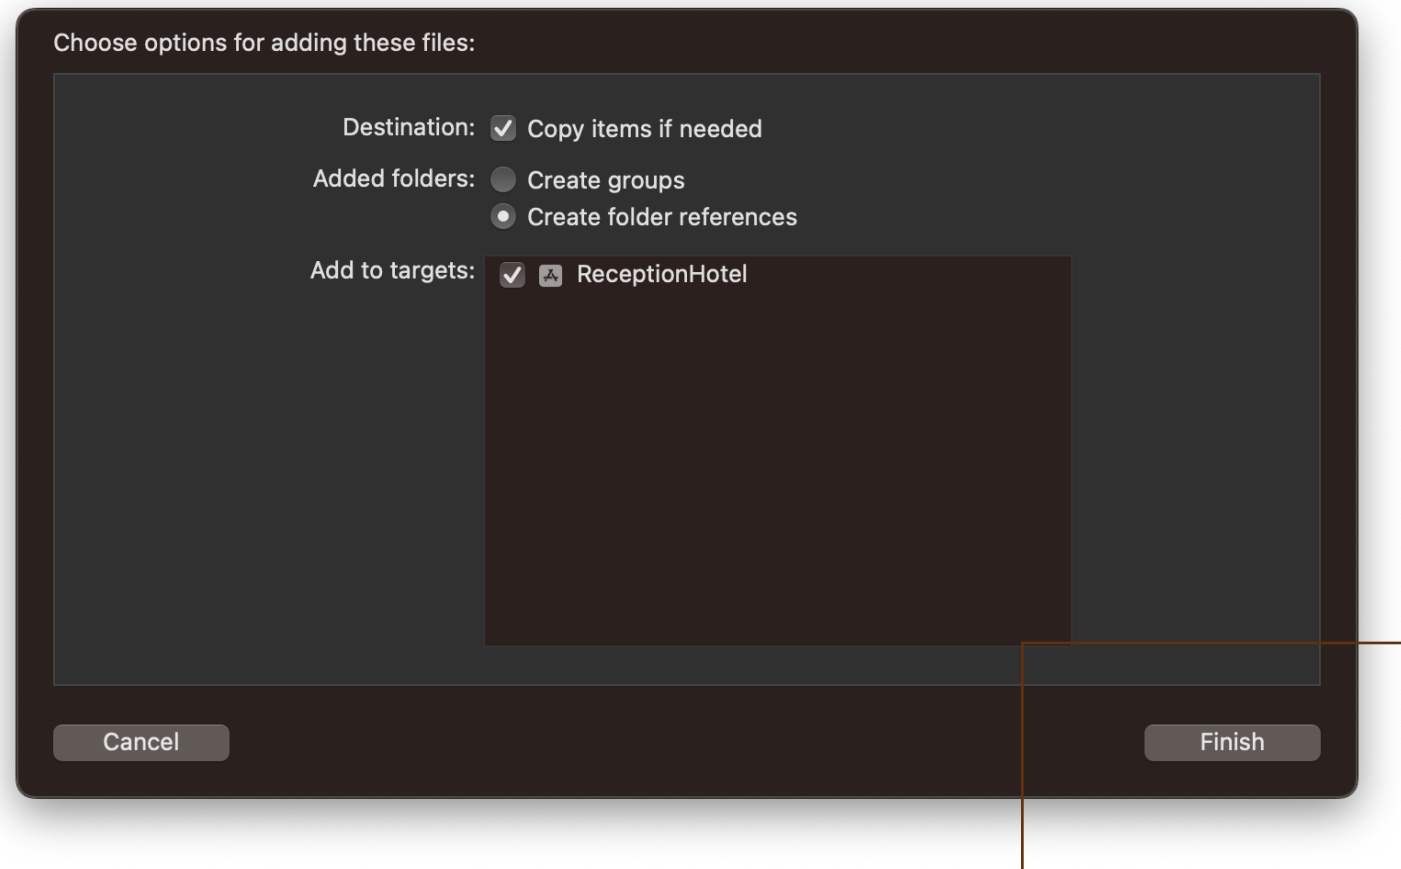 Choose options for adding these files:
Destination: Copy items if needed
Added folders: Create groups
Create folder references
Add to targets: ReceptionHotel
Cancel Finish